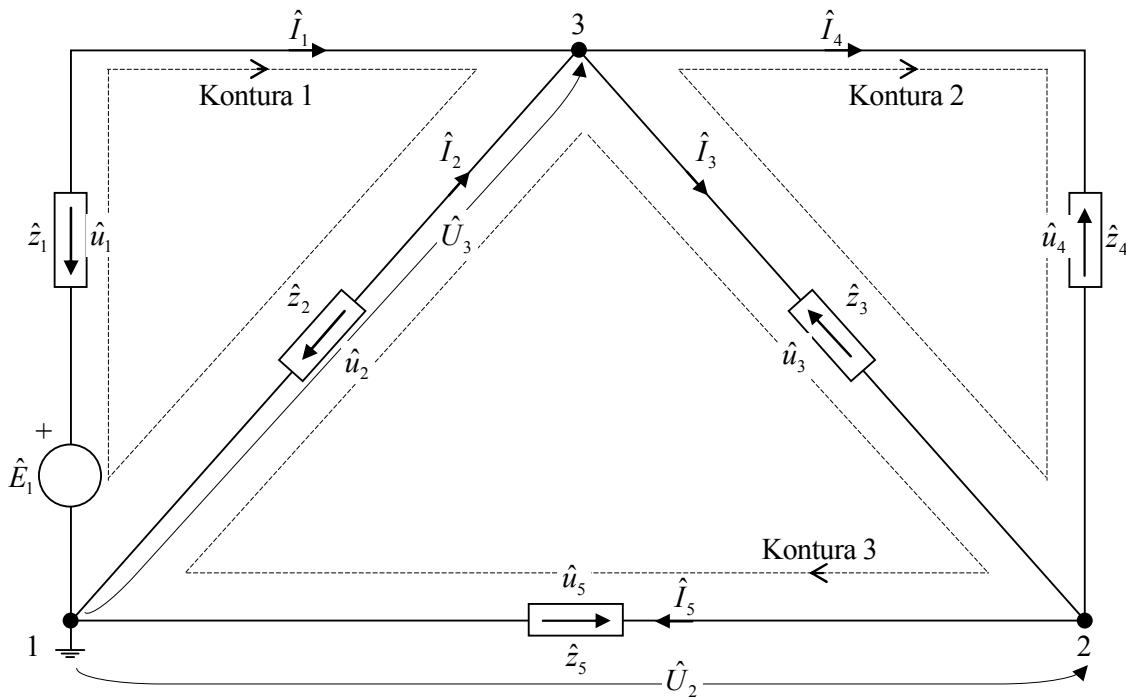 Î₁ 3 Î₄
Kontura 1 Kontura 2
Î₂ Î₃
ẑ₁ û₁ Û₃ û₄ ẑ₄
ẑ₂ ẑ₃
û₂ û₃
+
Ê₁
Kontura 3
û₅ Î₅
1 ẑ₅ 2
Û₂